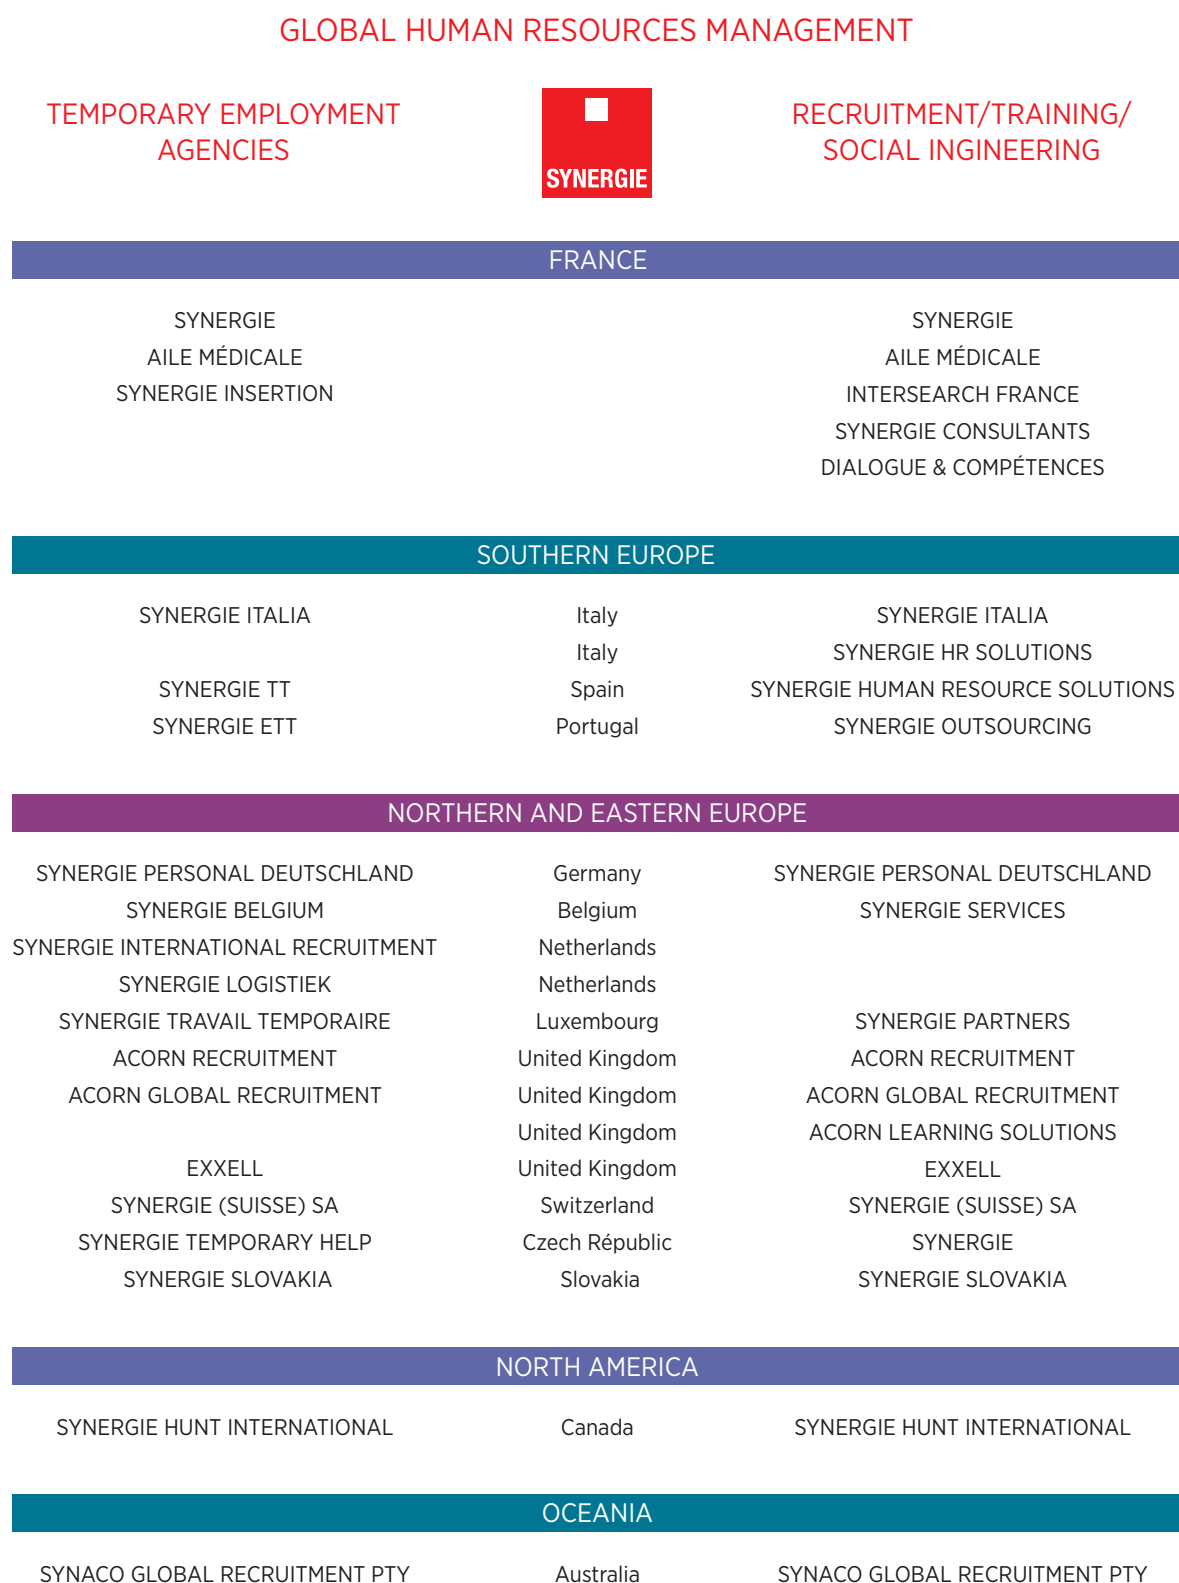 GLOBAL HUMAN RESOURCES MANAGEMENT
TEMPORARY EMPLOYMENT
AGENCIES
SYNERGIE
RECRUITMENT/TRAINING/
SOCIAL INGINEERING
FRANCE
SYNERGIE SYNERGIE
AILE MÉDICALE AILE MÉDICALE
SYNERGIE INSERTION INTERSEARCH FRANCE
SYNERGIE CONSULTANTS
DIALOGUE & COMPÉTENCES
SOUTHERN EUROPE
SYNERGIE ITALIA Italy SYNERGIE ITALIA
Italy SYNERGIE HR SOLUTIONS
SYNERGIE TT Spain SYNERGIE HUMAN RESOURCE SOLUTIONS
SYNERGIE ETT Portugal SYNERGIE OUTSOURCING
NORTHERN AND EASTERN EUROPE
SYNERGIE PERSONAL DEUTSCHLAND Germany SYNERGIE PERSONAL DEUTSCHLAND
SYNERGIE BELGIUM Belgium SYNERGIE SERVICES
SYNERGIE INTERNATIONAL RECRUITMENT Netherlands
SYNERGIE LOGISTIEK Netherlands
SYNERGIE TRAVAIL TEMPORAIRE Luxembourg SYNERGIE PARTNERS
ACORN RECRUITMENT United Kingdom ACORN RECRUITMENT
ACORN GLOBAL RECRUITMENT United Kingdom ACORN GLOBAL RECRUITMENT
United Kingdom ACORN LEARNING SOLUTIONS
EXXELL United Kingdom EXXELL
SYNERGIE (SUISSE) SA Switzerland SYNERGIE (SUISSE) SA
SYNERGIE TEMPORARY HELP Czech Républic SYNERGIE
SYNERGIE SLOVAKIA Slovakia SYNERGIE SLOVAKIA
NORTH AMERICA
SYNERGIE HUNT INTERNATIONAL Canada SYNERGIE HUNT INTERNATIONAL
OCEANIA
SYNACO GLOBAL RECRUITMENT PTY Australia SYNACO GLOBAL RECRUITMENT PTY